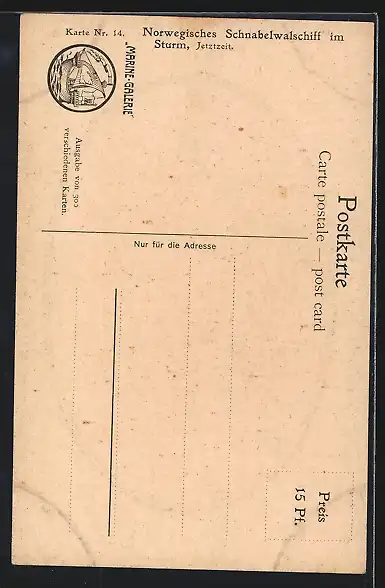 Karte Nr. 14. Norwegisches Schnabelwalschiff im
Sturm, Jetztzeit.
„MARINE-GALERIE“
Ausgabe von 300
verschiedenen Karten.
Postkarte
Carte postale — post card
Nur für die Adresse
Preis
15 Pf.